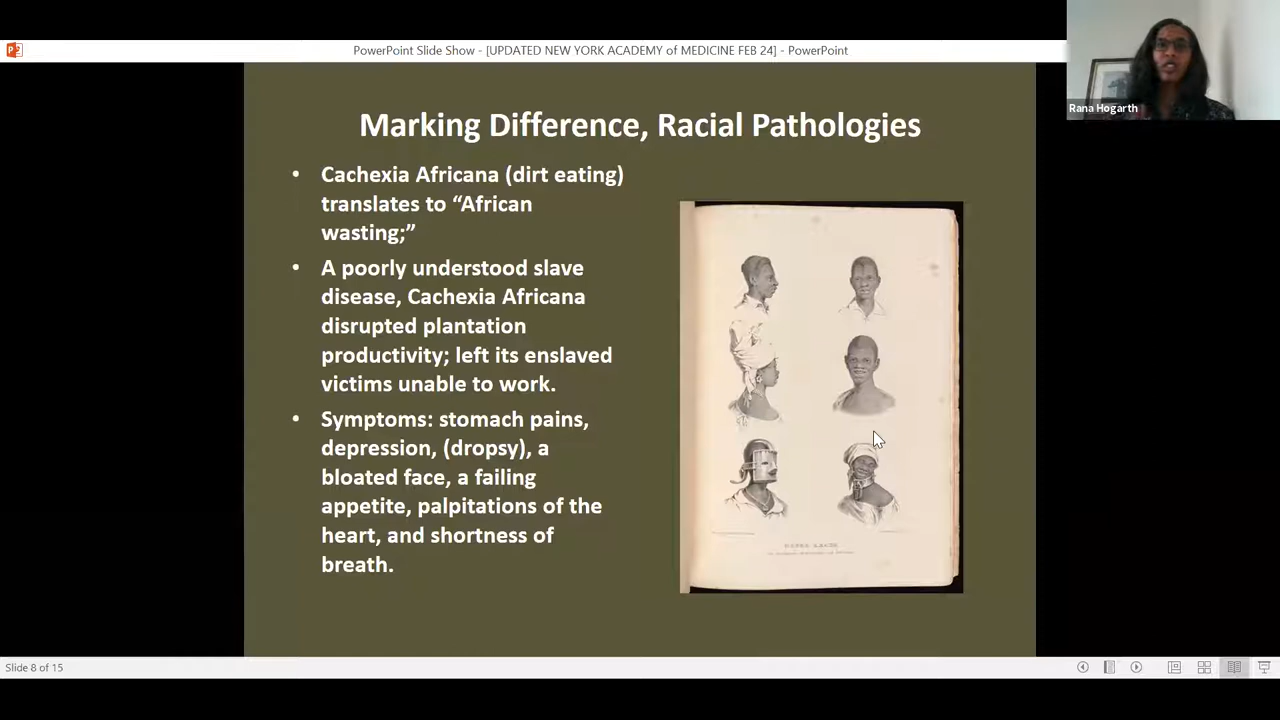 PowerPoint Slide Show - [UPDATED NEW YORK ACADEMY of MEDICINE FEB 24] - PowerPoint
Rana Hogarth
Marking Difference, Racial Pathologies
• Cachexia Africana (dirt eating)
translates to “African
wasting;”
• A poorly understood slave
disease, Cachexia Africana
disrupted plantation
productivity; left its enslaved
victims unable to work.
• Symptoms: stomach pains,
depression, (dropsy), a
bloated face, a failing
appetite, palpitations of the
heart, and shortness of
breath.
Slide 8 of 15